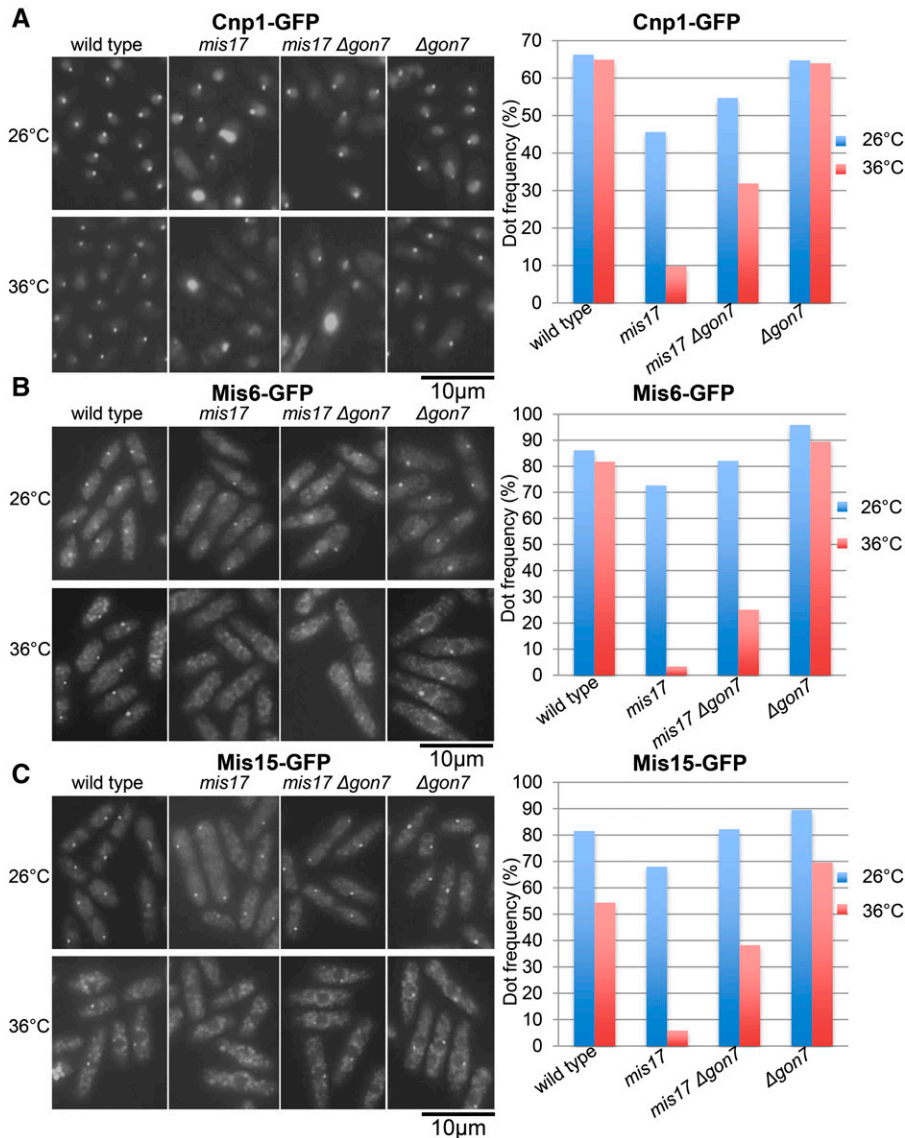 A
Cnp1-GFP
wild type mis17 mis17 Δgon7 Δgon7
26°C
36°C
10µm
Cnp1-GFP
Dot frequency (%)
70
60
50
40
30
20
10
0
wild type mis17 mis17 Δgon7 Δgon7
26°C
36°C
B
Mis6-GFP
wild type mis17 mis17 Δgon7 Δgon7
26°C
36°C
10µm
Mis6-GFP
Dot frequency (%)
100
90
80
70
60
50
40
30
20
10
0
wild type mis17 mis17 Δgon7 Δgon7
26°C
36°C
C
Mis15-GFP
wild type mis17 mis17 Δgon7 Δgon7
26°C
36°C
10µm
Mis15-GFP
Dot frequency (%)
100
90
80
70
60
50
40
30
20
10
0
wild type mis17 mis17 Δgon7 Δgon7
26°C
36°C